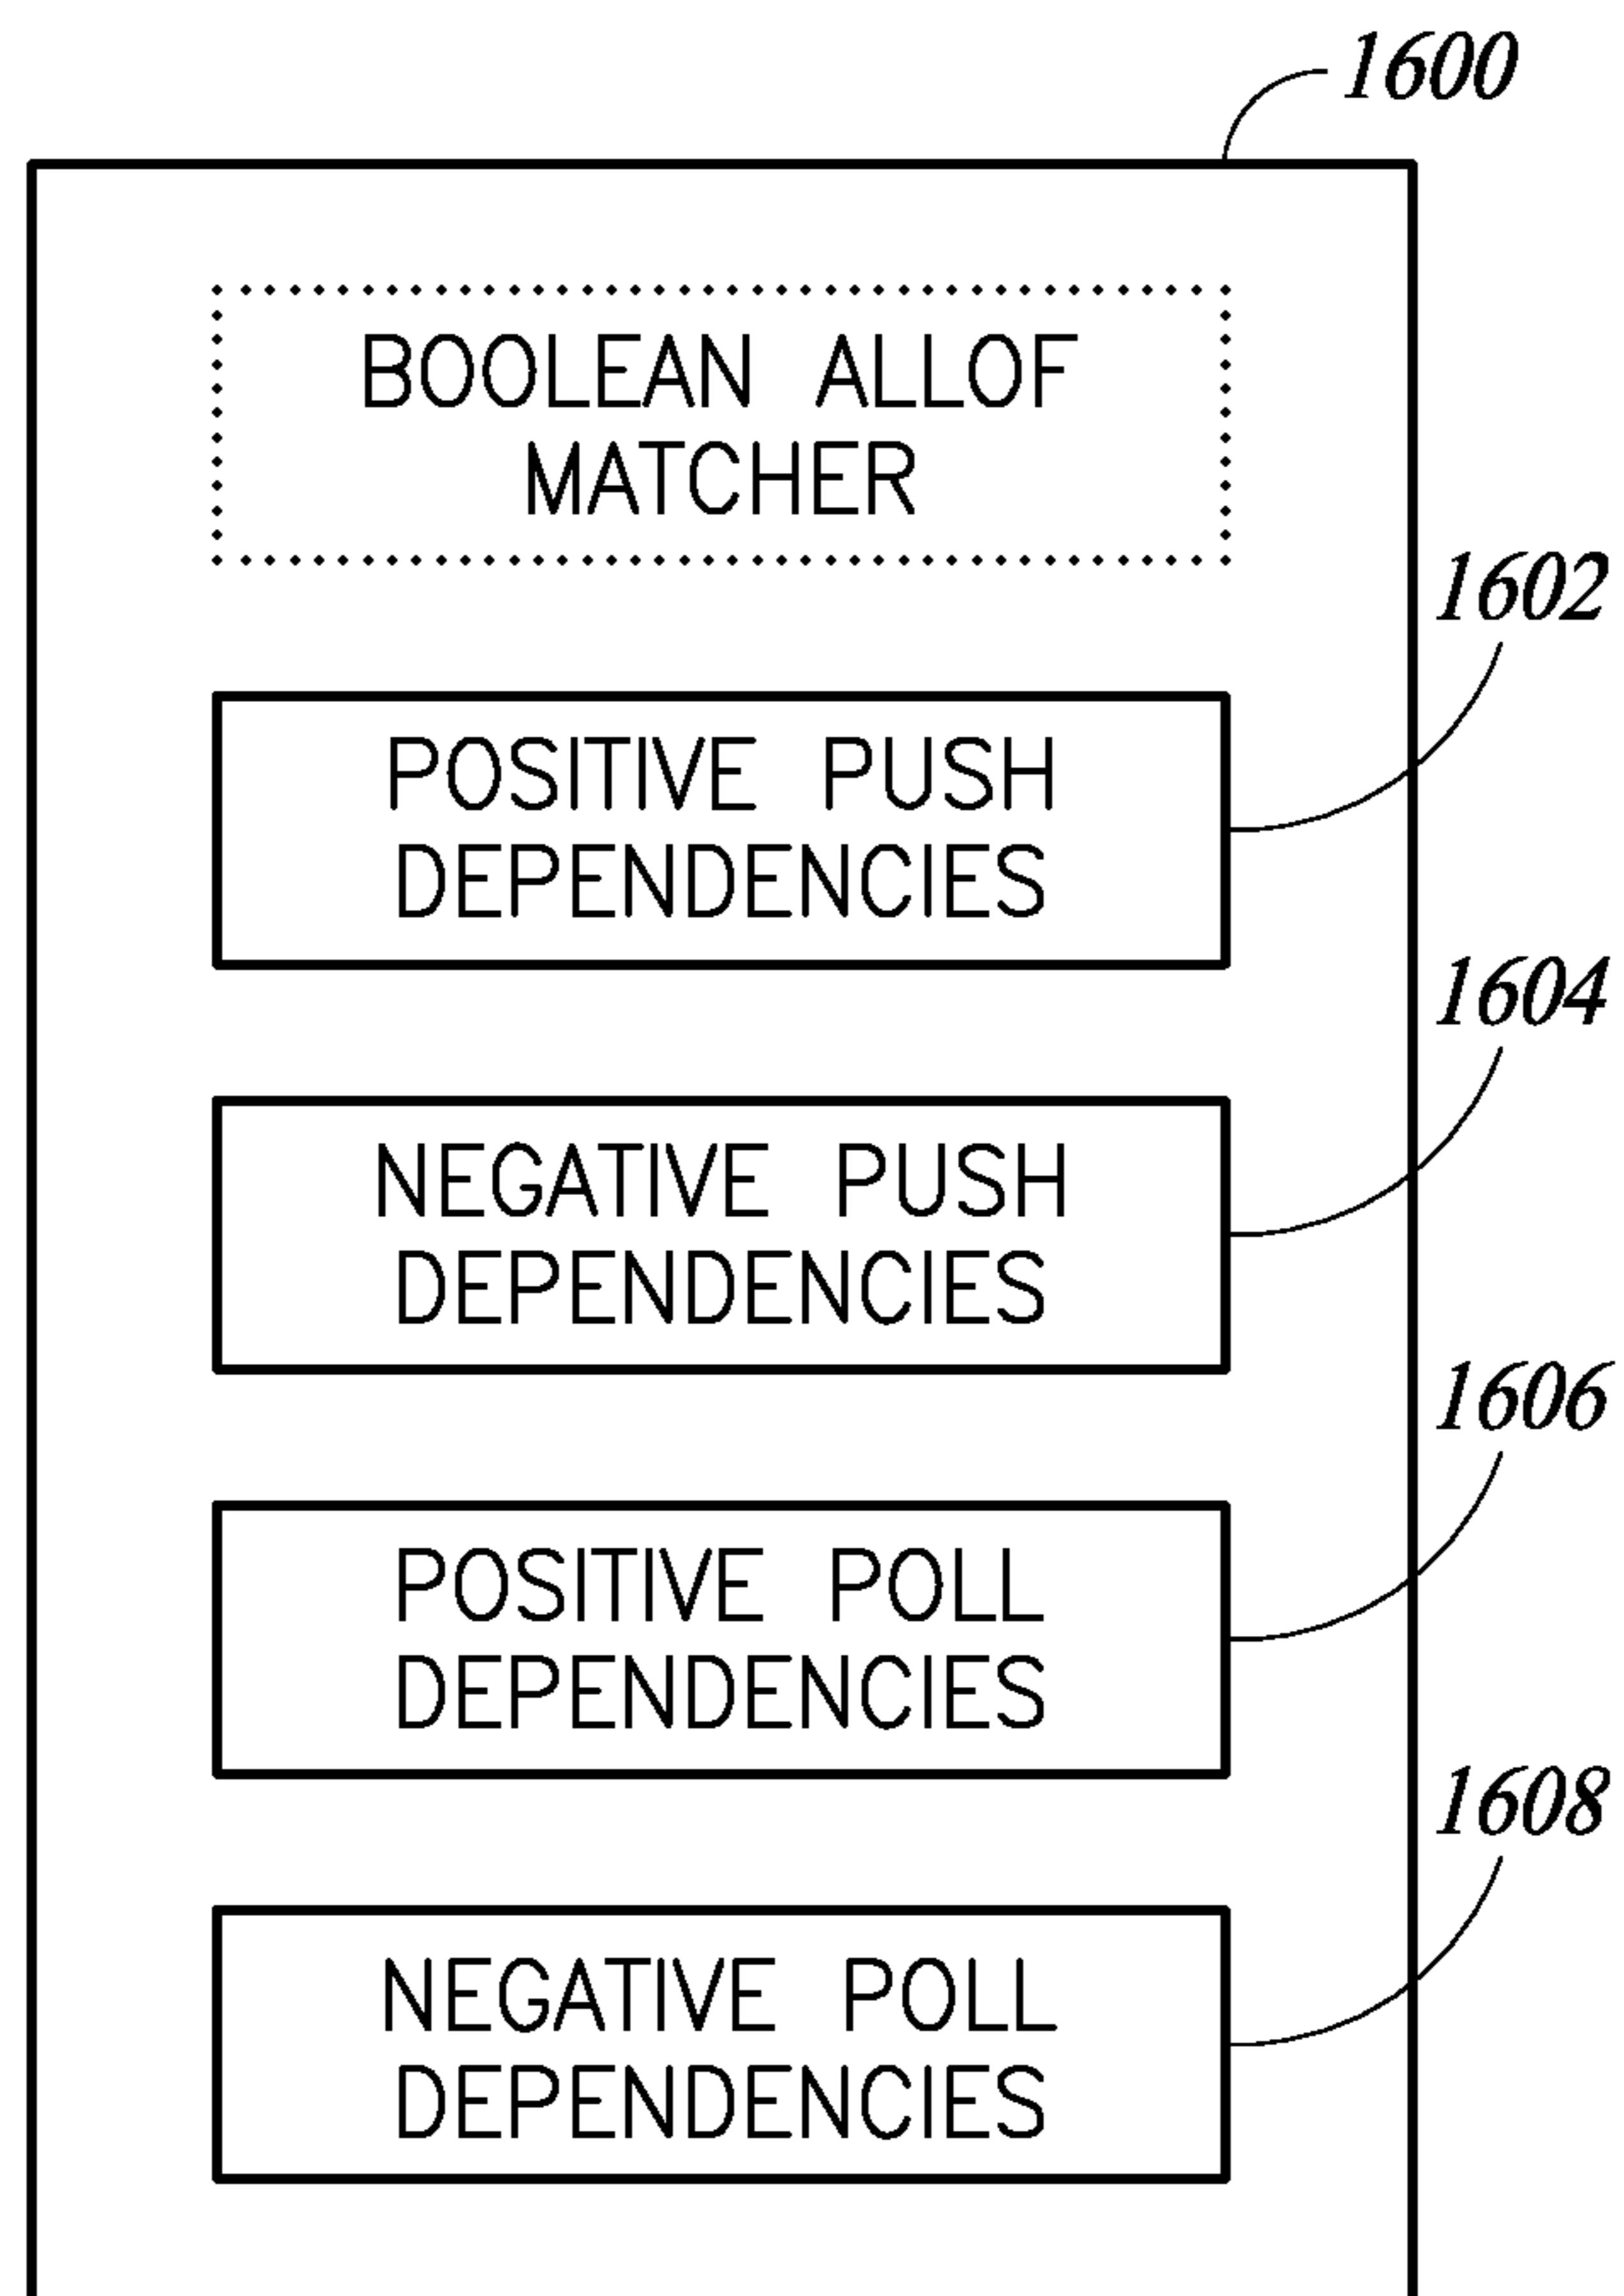 1600
BOOLEAN ALLOF
MATCHER
1602
POSITIVE PUSH
DEPENDENCIES
1604
NEGATIVE PUSH
DEPENDENCIES
1606
POSITIVE POLL
DEPENDENCIES
1608
NEGATIVE POLL
DEPENDENCIES